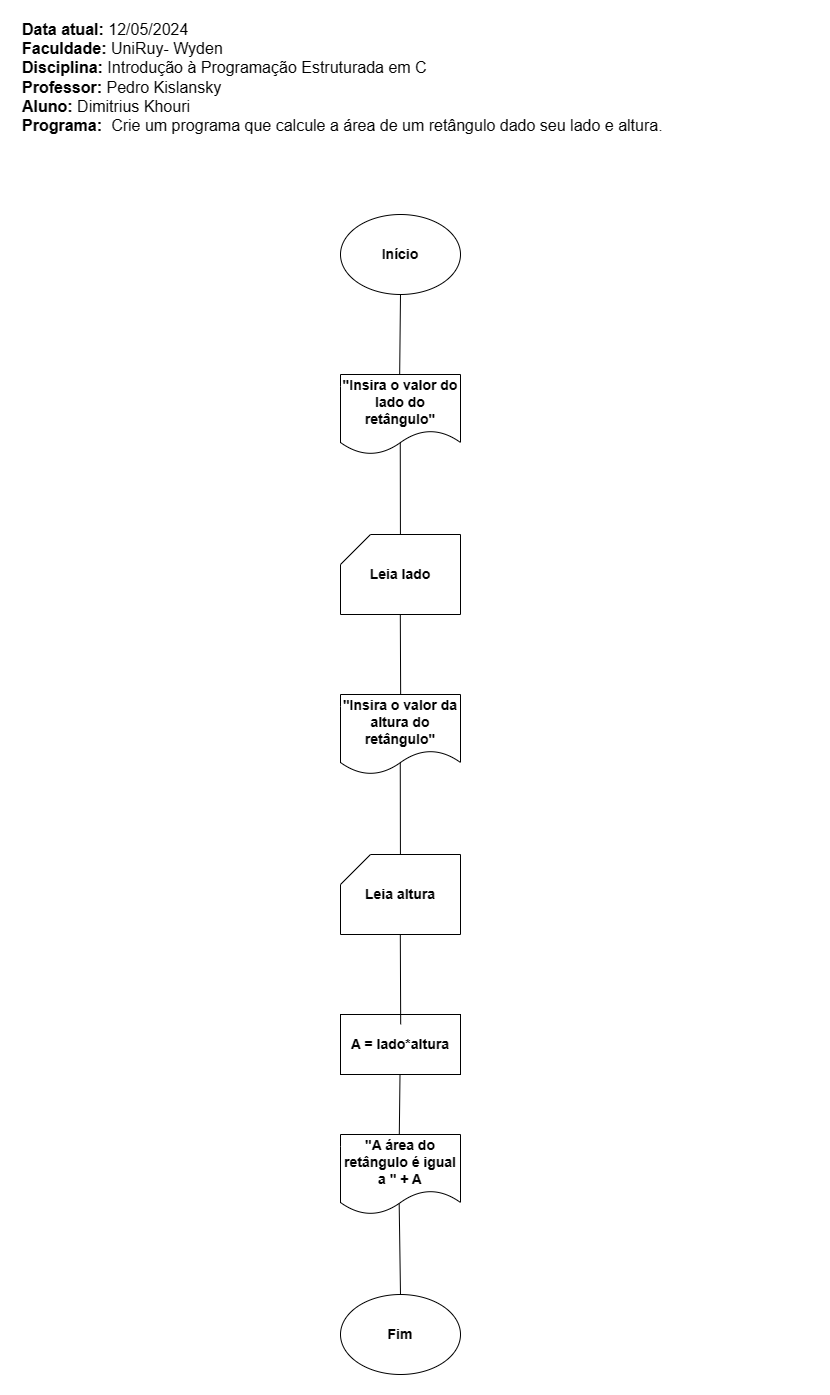 Data atual: 12/05/2024
Faculdade: UniRuy- Wyden
Disciplina: Introdução à Programação Estruturada em C
Professor: Pedro Kislansky
Aluno: Dimitrius Khouri
Programa:  Crie um programa que calcule a área de um retângulo dado seu lado e altura.
Início
"Insira o valor do
lado do
retângulo"
Leia lado
"Insira o valor da
altura do
retângulo"
Leia altura
A = lado*altura
"A área do
retângulo é igual
a " + A
Fim